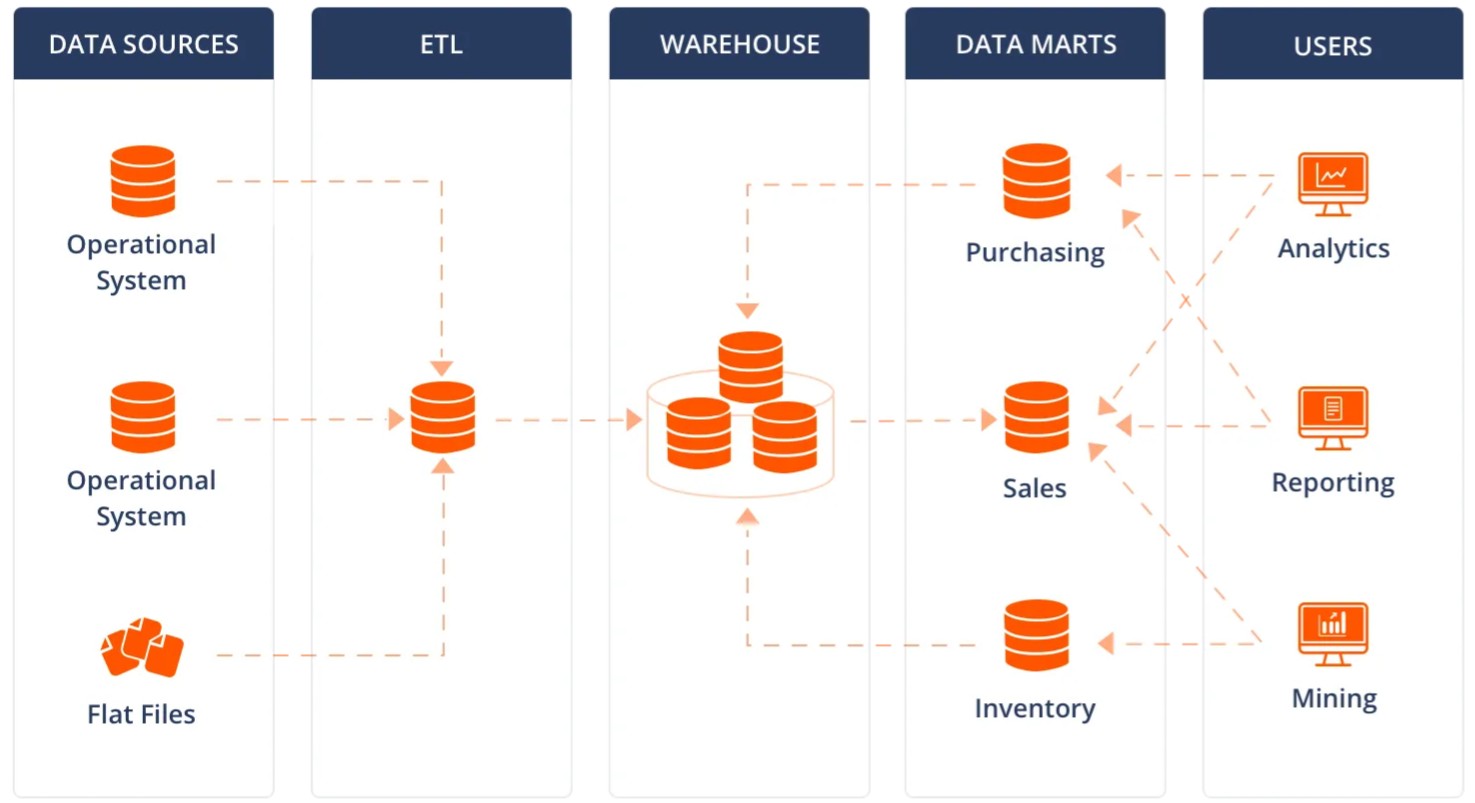 DATA SOURCES
ETL
WAREHOUSE
DATA MARTS
USERS
Operational
System
Operational
System
Flat Files
Purchasing
Sales
Inventory
Analytics
Reporting
Mining